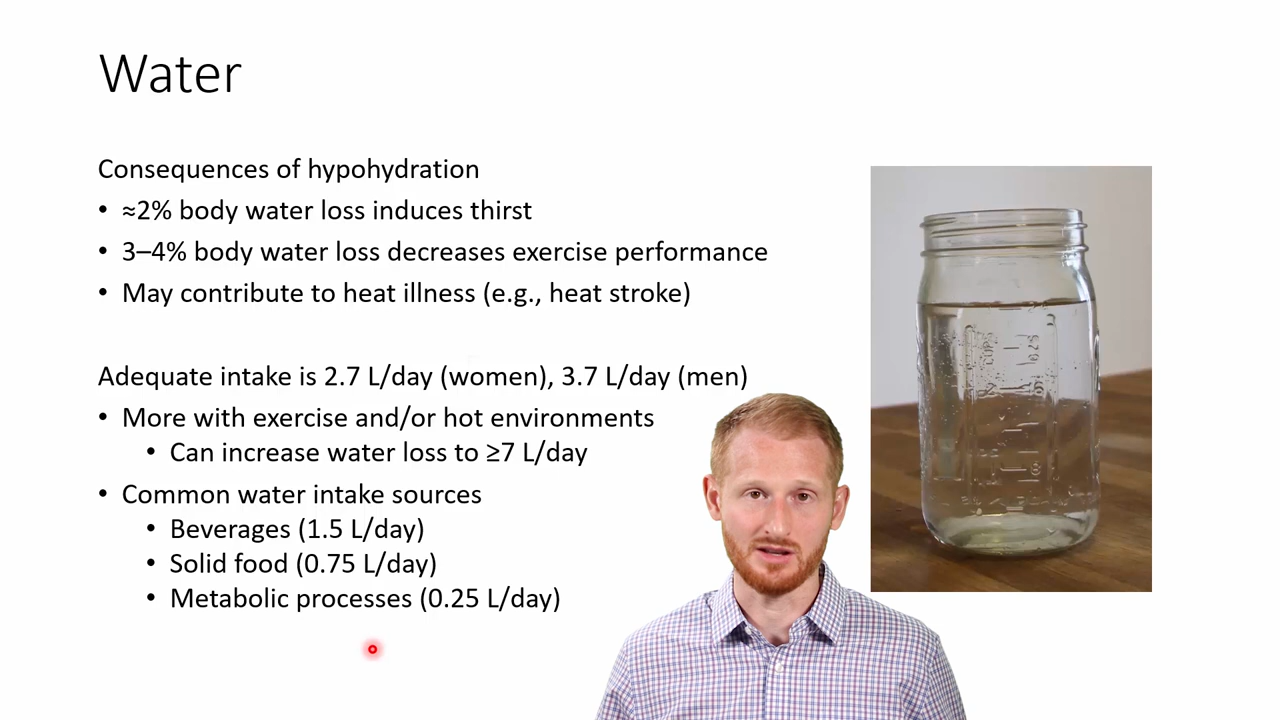 Water
Consequences of hypohydration
• ≈2% body water loss induces thirst
• 3–4% body water loss decreases exercise performance
• May contribute to heat illness (e.g., heat stroke)
Adequate intake is 2.7 L/day (women), 3.7 L/day (men)
• More with exercise and/or hot environments
• Can increase water loss to ≥7 L/day
• Common water intake sources
• Beverages (1.5 L/day)
• Solid food (0.75 L/day)
• Metabolic processes (0.25 L/day)